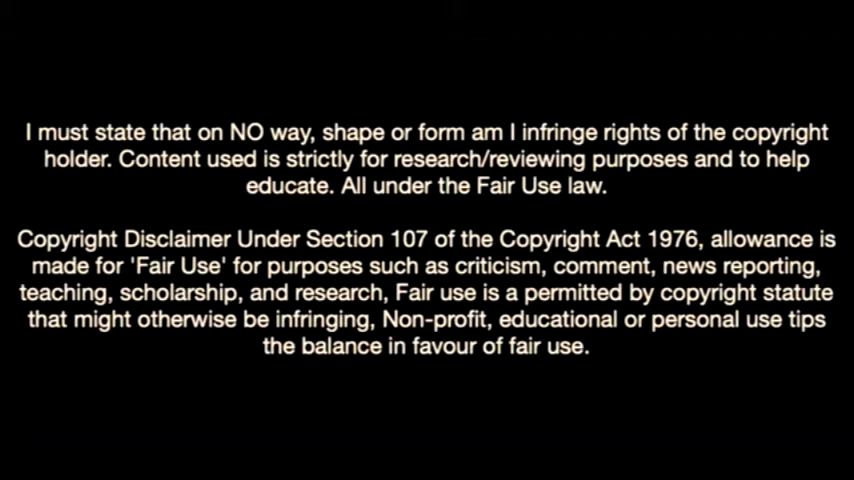 I must state that on NO way, shape or form am I infringe rights of the copyright
holder. Content used is strictly for research/reviewing purposes and to help
educate. All under the Fair Use law.
Copyright Disclaimer Under Section 107 of the Copyright Act 1976, allowance is
made for 'Fair Use' for purposes such as criticism, comment, news reporting,
teaching, scholarship, and research, Fair use is a permitted by copyright statute
that might otherwise be infringing, Non-profit, educational or personal use tips
the balance in favour of fair use.